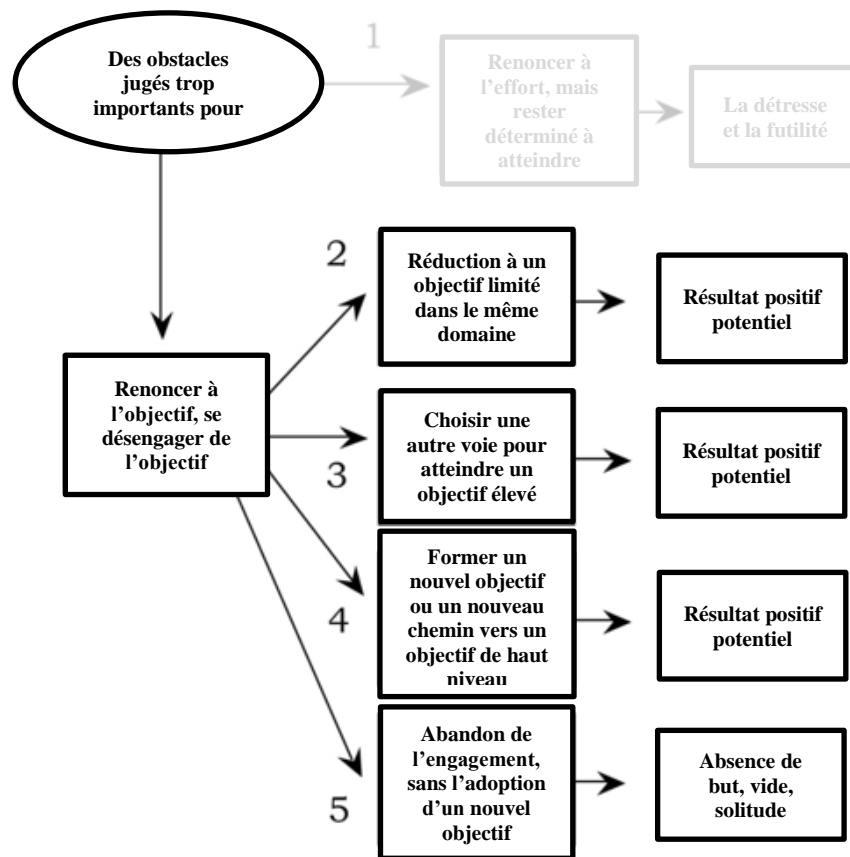 Des obstacles
jugés trop
importants pour
1
Renoncer à
l’effort, mais
rester
déterminé à
atteindre
La détresse
et la futilité
2
Réduction à un
objectif limité
dans le même
domaine
Résultat positif
potentiel
Renoncer à
l’objectif, se
désengager de
l’objectif
3
Choisir une
autre voie pour
atteindre un
objectif élevé
Résultat positif
potentiel
4
Former un
nouvel objectif
ou un nouveau
chemin vers un
objectif de haut
niveau
Résultat positif
potentiel
5
Abandon de
l’engagement,
sans l’adoption
d’un nouvel
objectif
Absence de
but, vide,
solitude